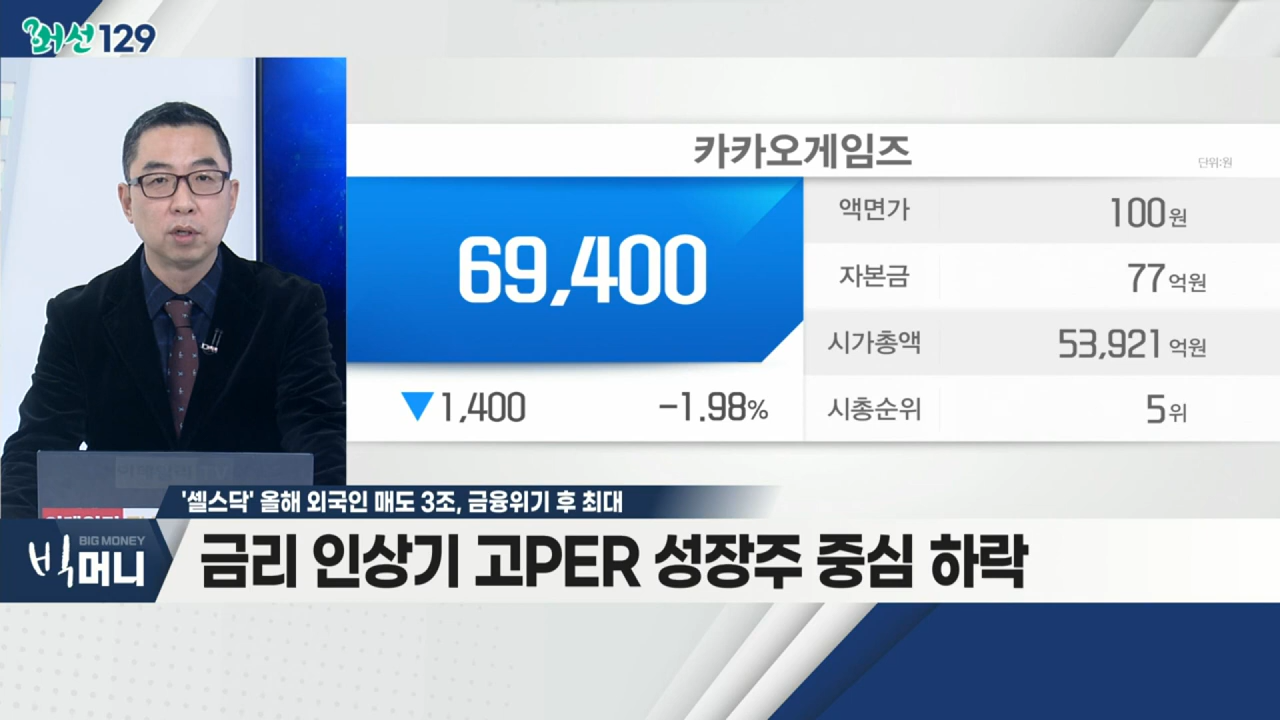 머선129
카카오게임즈
단위:원
69,400
▼1,400 -1.98%
액면가 100원
자본금 77억원
시가총액 53,921억원
시총순위 5위
'셀스닥' 올해 외국인 매도 3조, 금융위기 후 최대
BIG MONEY
빅머니
금리 인상기 고PER 성장주 중심 하락